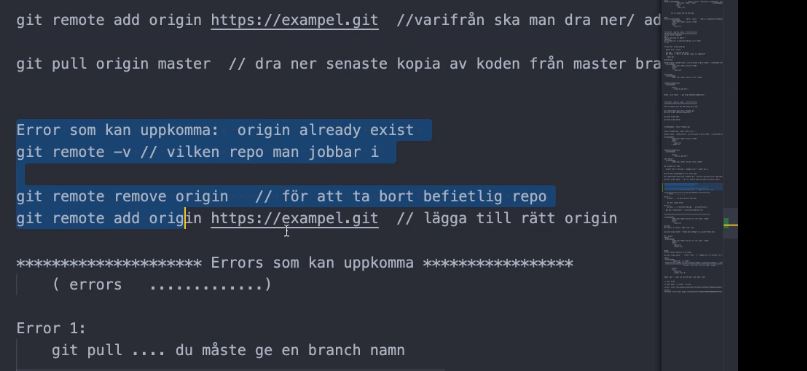 git remote add origin https://exampel.git  //varifrån ska man dra ner/ ad
git pull origin master  // dra ner senaste kopia av koden från master bra
Error som kan uppkomma:  origin already exist
git remote -v // vilken repo man jobbar i
git remote remove origin   // för att ta bort befietlig repo
git remote add origin https://exampel.git  // lägga till rätt origin
********************* Errors som kan uppkomma *****************
( errors   .............)
Error 1:
git pull .... du måste ge en branch namn